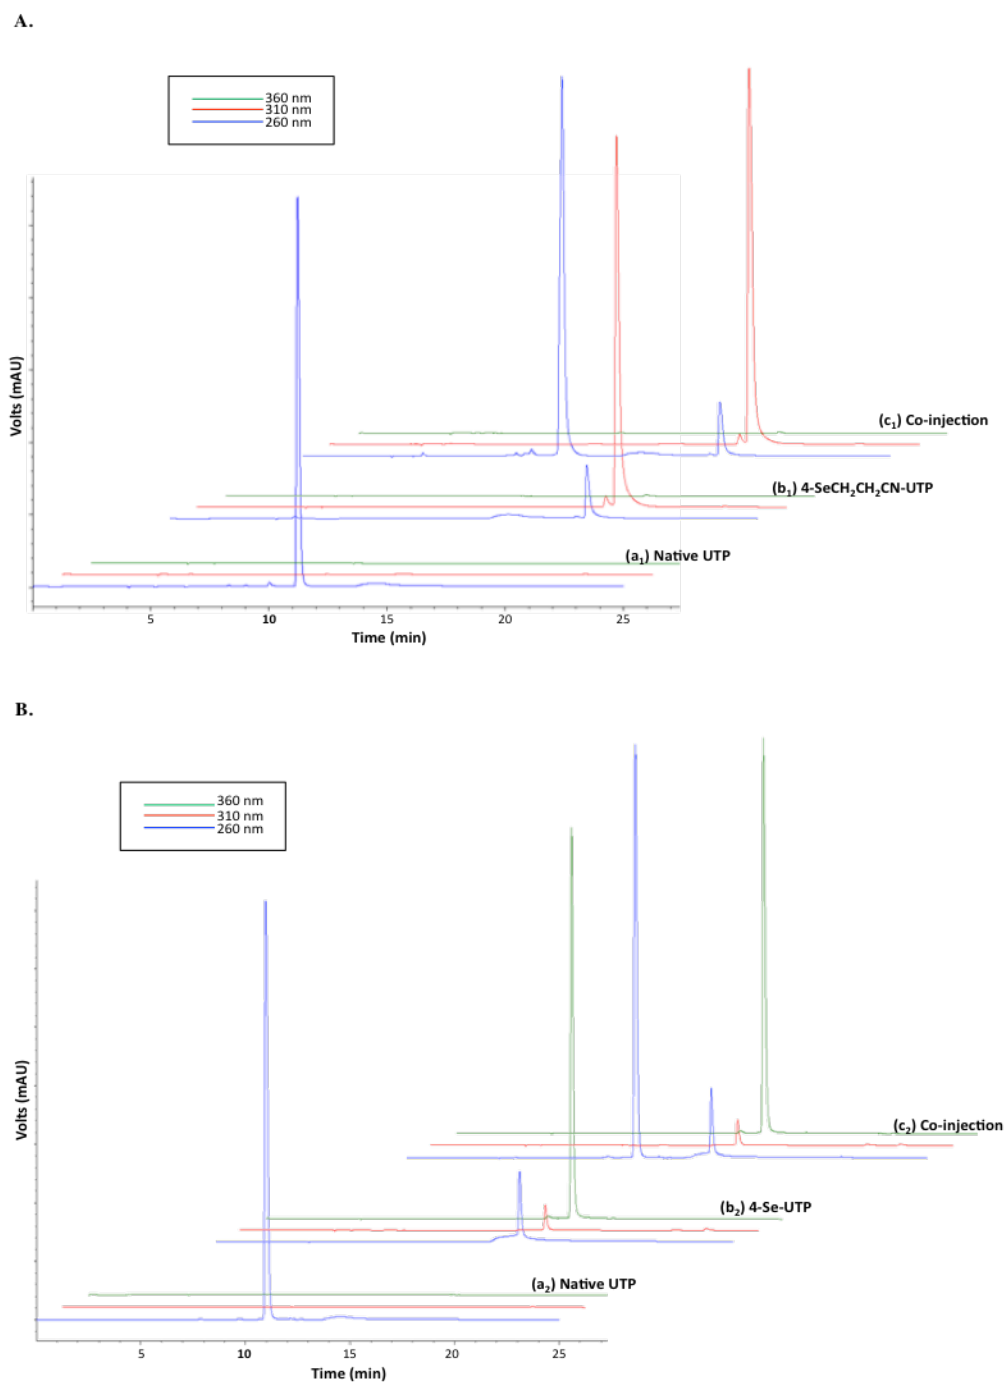 A.
360 nm
310 nm
260 nm
Volts (mAU)
(c₁) Co-injection
(b₁) 4-SeCH₂CH₂CN-UTP
(a₁) Native UTP
5 10 15 20 25
Time (min)
B.
360 nm
310 nm
260 nm
Volts (mAU)
(c₂) Co-injection
(b₂) 4-Se-UTP
(a₂) Native UTP
5 10 15 20 25
Time (min)